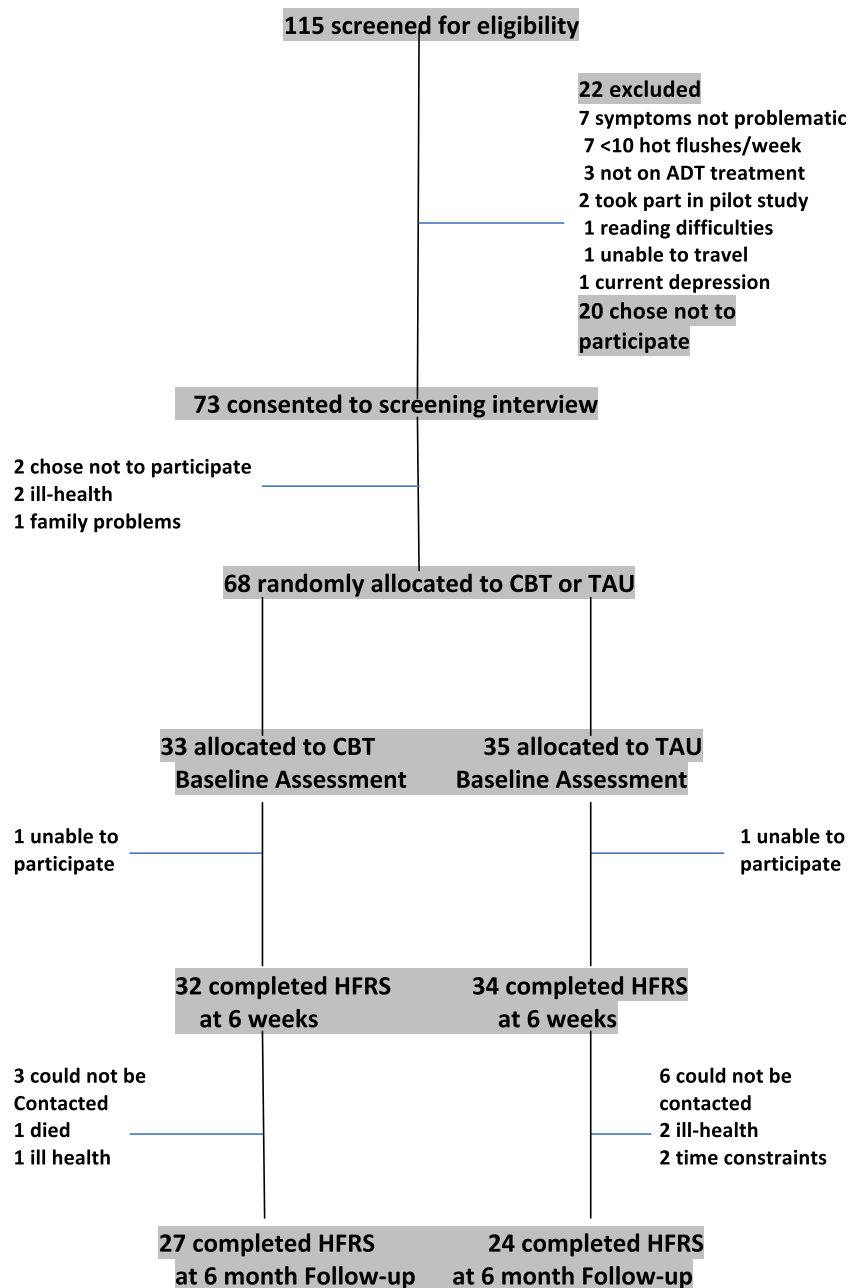 115 screened for eligibility
22 excluded
7 symptoms not problematic
7 <10 hot flushes/week
3 not on ADT treatment
2 took part in pilot study
1 reading difficulties
1 unable to travel
1 current depression
20 chose not to
participate
73 consented to screening interview
2 chose not to participate
2 ill-health
1 family problems
68 randomly allocated to CBT or TAU
33 allocated to CBT
Baseline Assessment
35 allocated to TAU
Baseline Assessment
1 unable to
participate
1 unable to
participate
32 completed HFRS
at 6 weeks
34 completed HFRS
at 6 weeks
3 could not be
Contacted
1 died
1 ill health
6 could not be
contacted
2 ill-health
2 time constraints
27 completed HFRS
at 6 month Follow-up
24 completed HFRS
at 6 month Follow-up